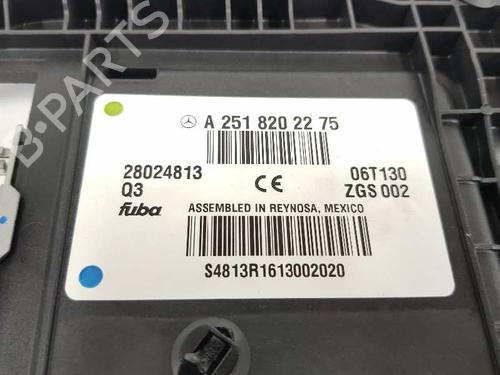 A 251 820 22 75
28024813 06T130
Q3 CE ZGS 002
fuba ASSEMBLED IN REYNOSA, MEXICO
S4813R1613002020
B-PARTS